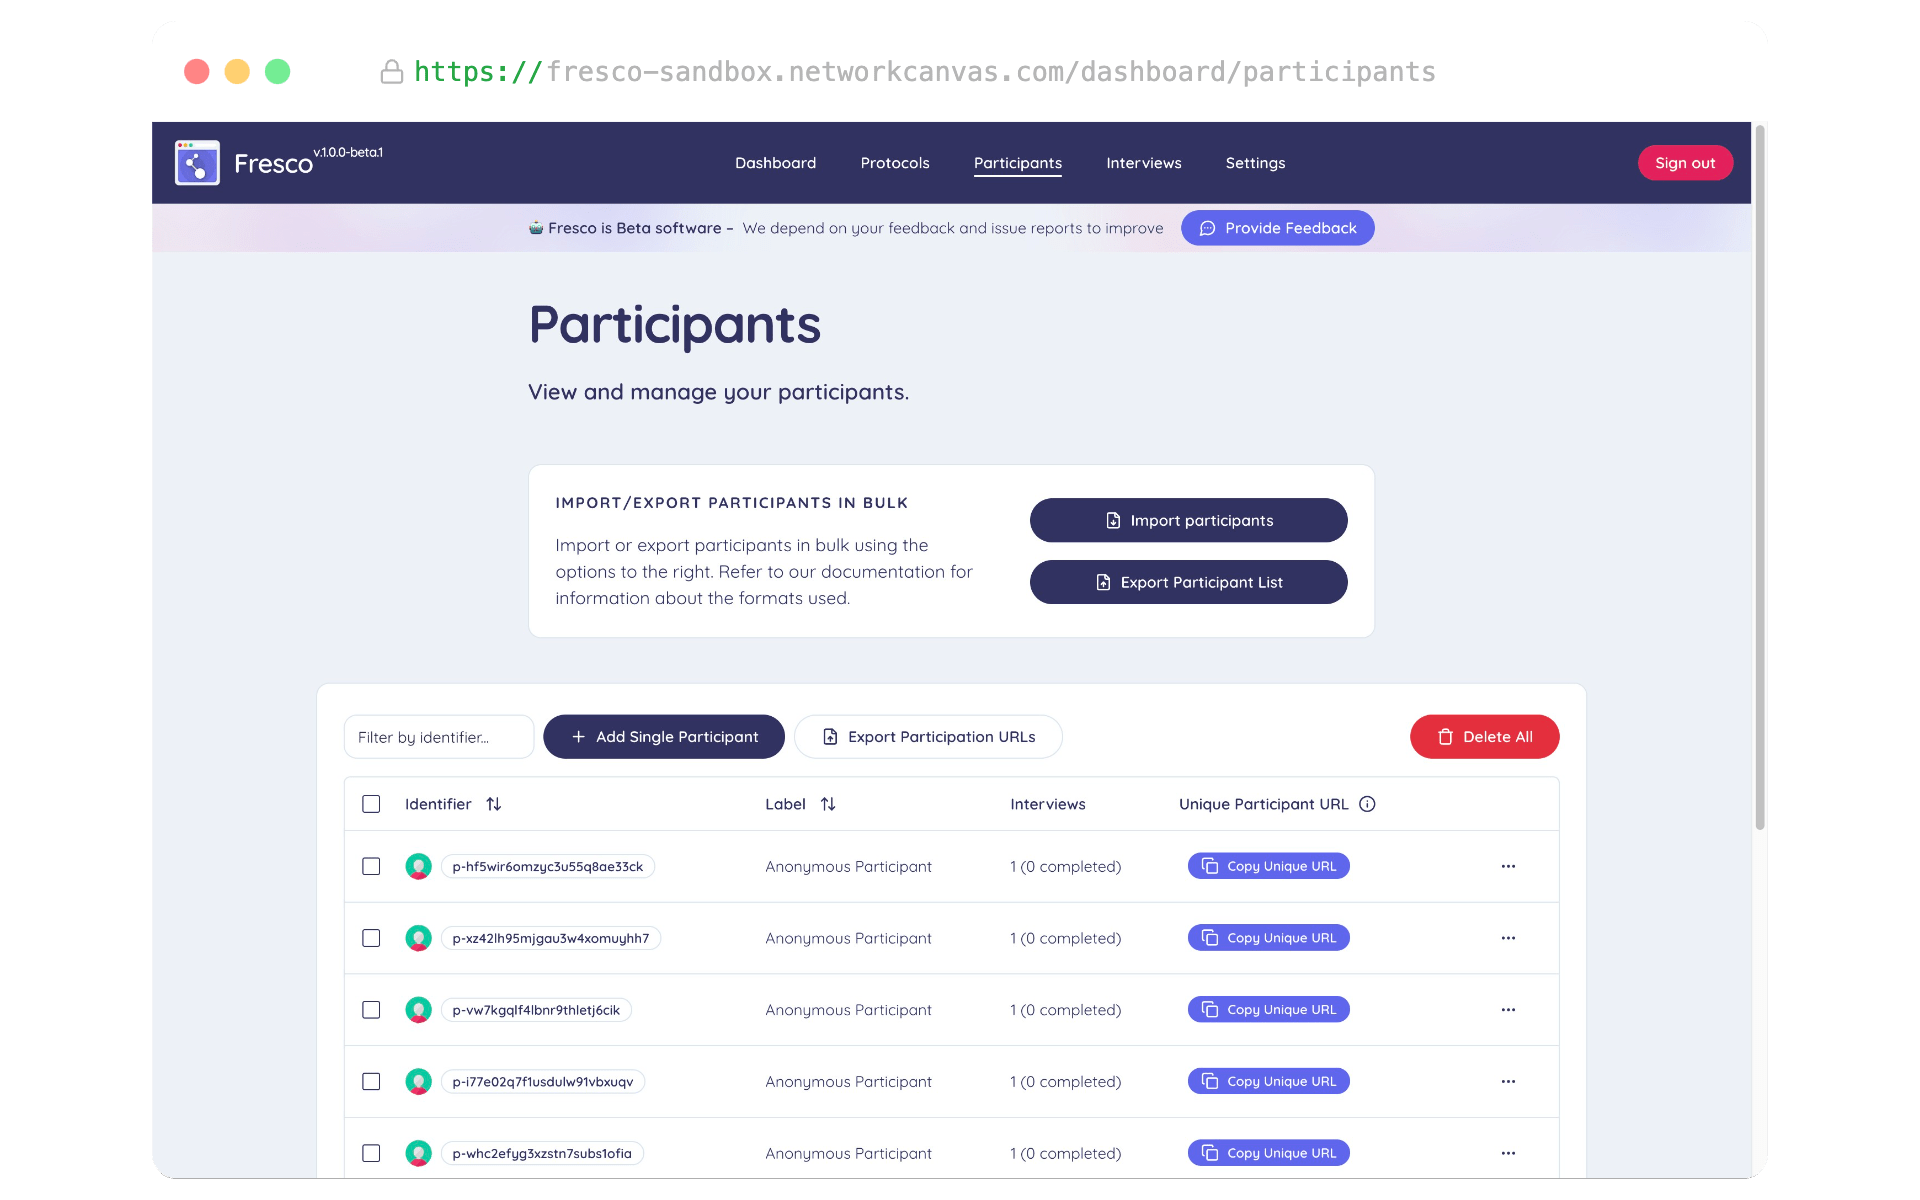 https://fresco-sandbox.networkcanvas.com/dashboard/participants
Fresco v.1.0.0-beta.1
Dashboard Protocols Participants Interviews Settings Sign out
Fresco is Beta software – We depend on your feedback and issue reports to improve Provide Feedback
Participants
View and manage your participants.
IMPORT/EXPORT PARTICIPANTS IN BULK
Import or export participants in bulk using the
options to the right. Refer to our documentation for
information about the formats used.
Import participants
Export Participant List
Filter by identifier... Add Single Participant Export Participation URLs Delete All
Identifier Label Interviews Unique Participant URL
p-hf5wir6omzyc3u55q8ae33ck Anonymous Participant 1 (0 completed) Copy Unique URL
p-xz42lh95mjgau3w4xomuyhh7 Anonymous Participant 1 (0 completed) Copy Unique URL
p-vw7kgqlf4lbnr9thletj6cik Anonymous Participant 1 (0 completed) Copy Unique URL
p-i77e02q7f1usdulw91vbxuqv Anonymous Participant 1 (0 completed) Copy Unique URL
p-whc2efyg3xzstn7subs1ofia Anonymous Participant 1 (0 completed) Copy Unique URL